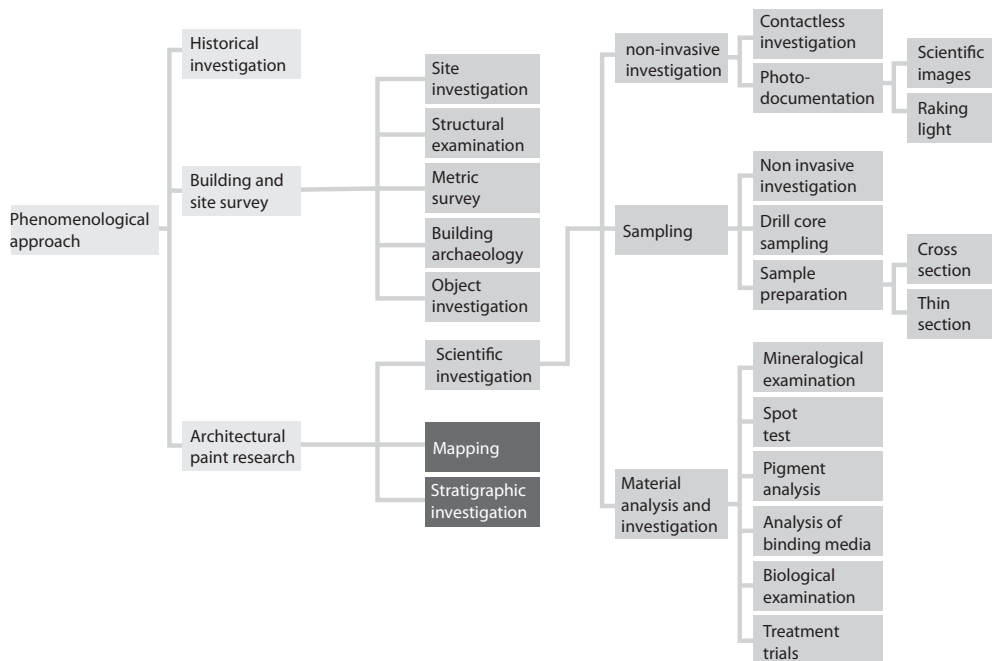 Phenomenological
approach
Historical
investigation
Building and
site survey
Architectural
paint research
Site
investigation
Structural
examination
Metric
survey
Building
archaeology
Object
investigation
Scientific
investigation
Mapping
Stratigraphic
investigation
non-invasive
investigation
Sampling
Material
analysis and
investigation
Contactless
investigation
Photo-
documentation
Non invasive
investigation
Drill core
sampling
Sample
preparation
Mineralogical
examination
Spot
test
Pigment
analysis
Analysis of
binding media
Biological
examination
Treatment
trials
Scientific
images
Raking
light
Cross
section
Thin
section